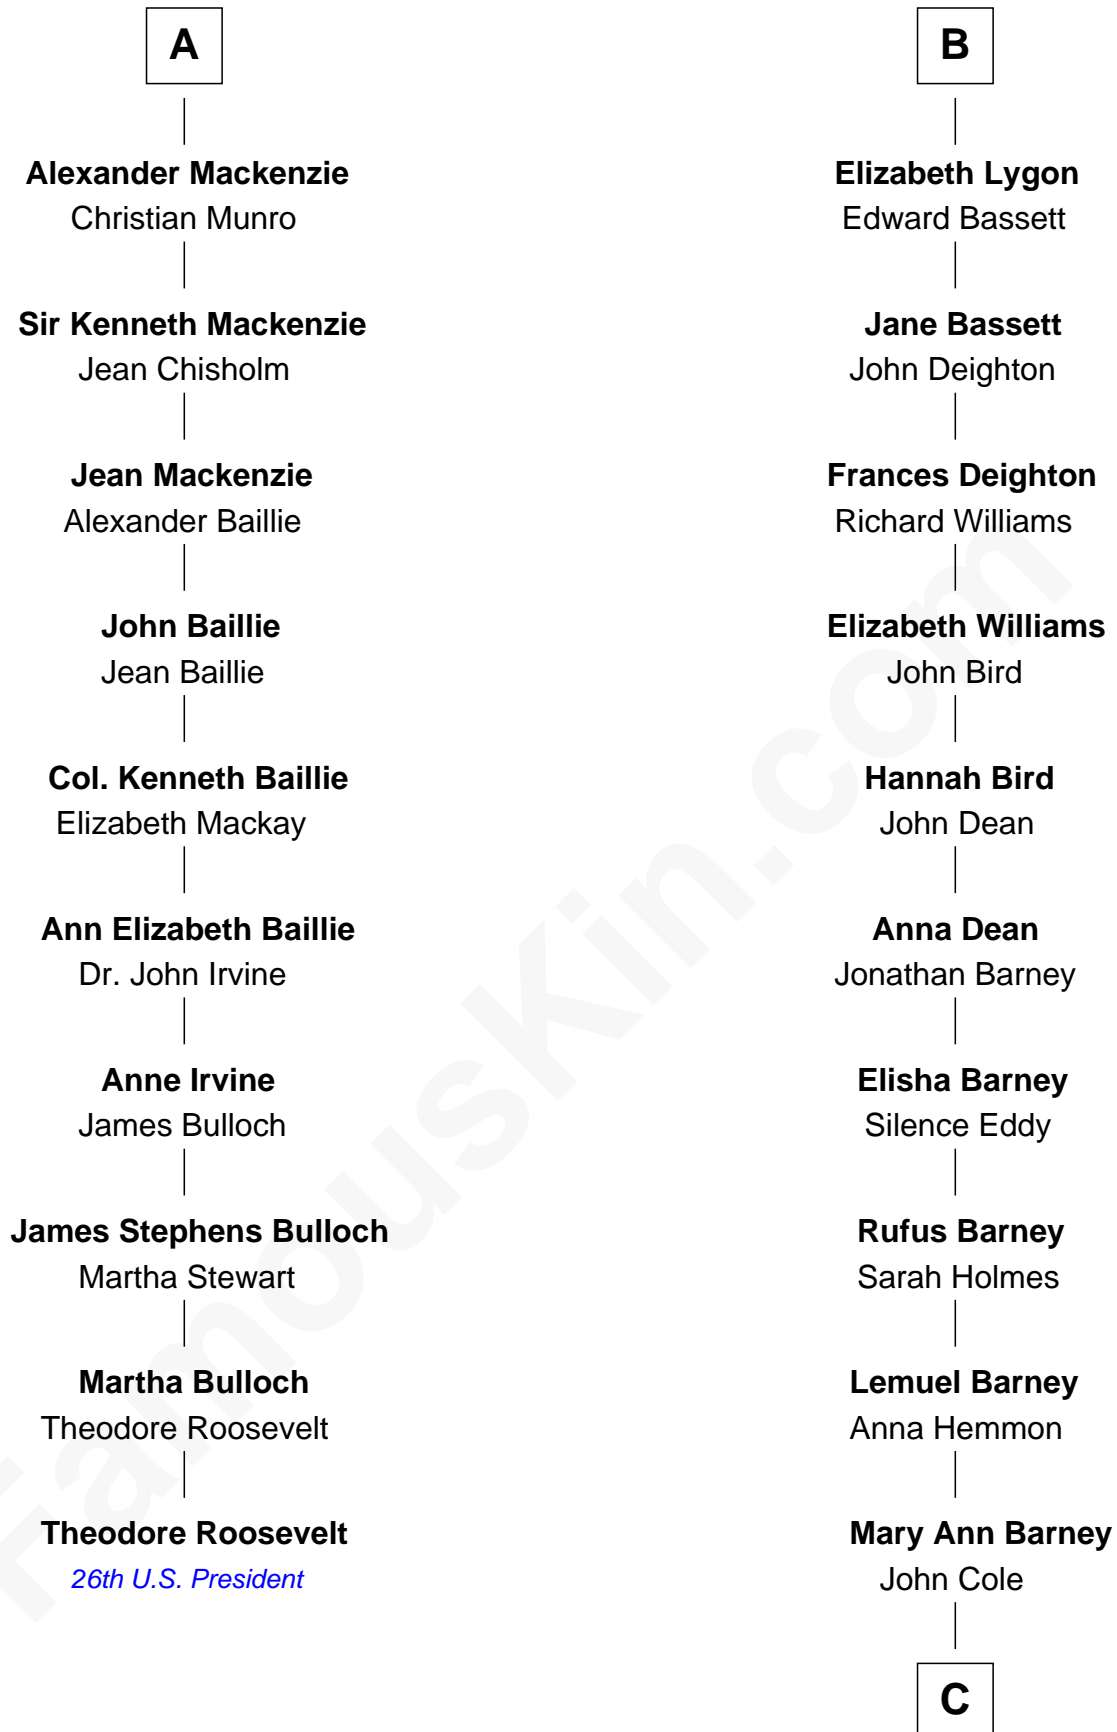 A
Alexander Mackenzie
Christian Munro
Sir Kenneth Mackenzie
Jean Chisholm
Jean Mackenzie
Alexander Baillie
John Baillie
Jean Baillie
Col. Kenneth Baillie
Elizabeth Mackay
Ann Elizabeth Baillie
Dr. John Irvine
Anne Irvine
James Bulloch
James Stephens Bulloch
Martha Stewart
Martha Bulloch
Theodore Roosevelt
Theodore Roosevelt
26th U.S. President
B
Elizabeth Lygon
Edward Bassett
Jane Bassett
John Deighton
Frances Deighton
Richard Williams
Elizabeth Williams
John Bird
Hannah Bird
John Dean
Anna Dean
Jonathan Barney
Elisha Barney
Silence Eddy
Rufus Barney
Sarah Holmes
Lemuel Barney
Anna Hemmon
Mary Ann Barney
John Cole
C
FamousKin.com